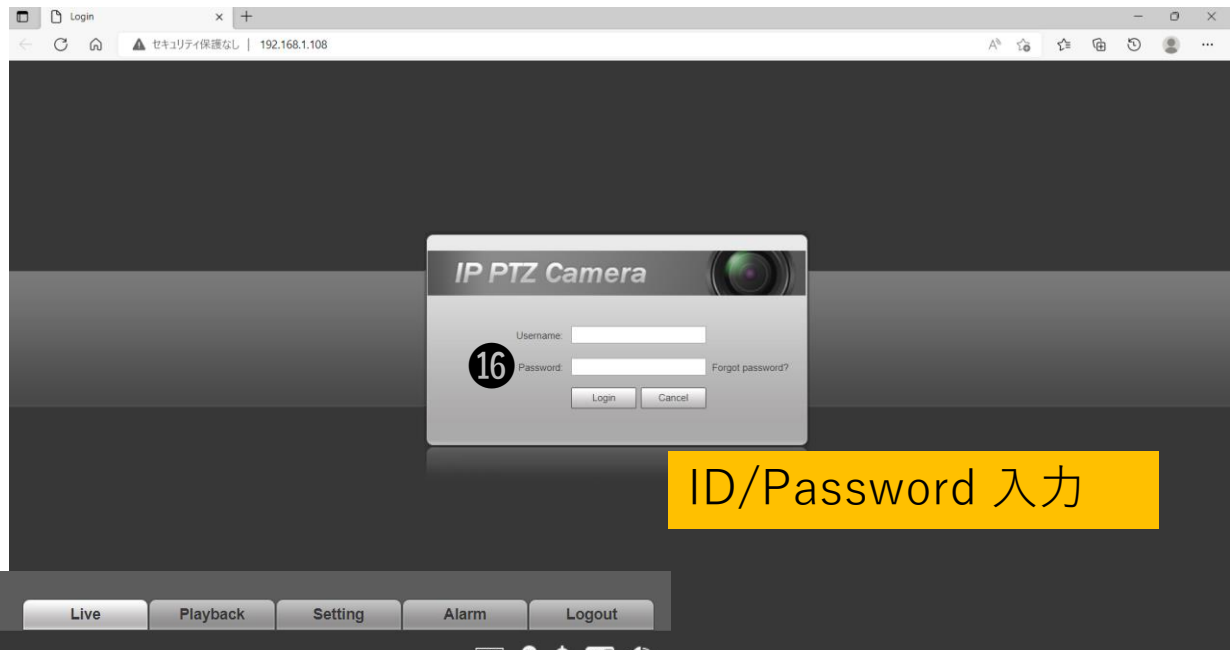 Login
セキュリティ保護なし | 192.168.1.108
IP PTZ Camera
Username:
⓰ Password: Forgot password?
Login Cancel
ID/Password 入力
Live Playback Setting Alarm Logout